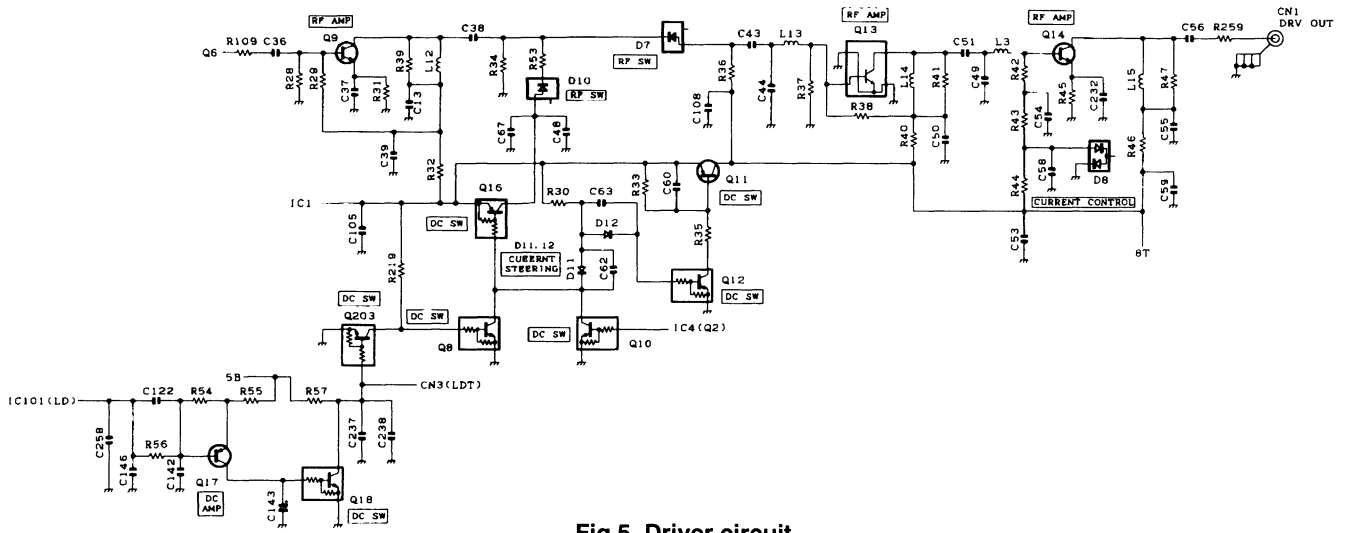 CN1
DRV OUT
RF AMP
Q9
Q6
R109
C36
R28
R29
C37
R31
R39
L12
C13
C38
R34
R53
D10
RF SW
D7
RF SW
C43
L13
R36
C108
C44
R37
RF AMP
Q13
R38
L14
R41
C51
L3
C49
R40
C50
RF AMP
Q14
R42
R43
R44
C54
C58
R45
C232
D8
CURRENT CONTROL
L15
R47
C55
R46
C59
C56
R259
C39
R32
C67
C48
IC1
C105
R219
Q16
DC SW
R30
C63
D12
D11.12
CUEERNT
STEERING
D11
C62
R33
C60
Q11
DC SW
R35
Q12
DC SW
C53
8T
DC SW
Q203
DC SW
Q8
DC SW
Q10
IC4(Q2)
CN3(LDT)
5B
IC101(LD)
C122
R54
R55
R57
C258
C146
R56
C142
Q17
DC
AMP
C143
Q18
DC SW
C237
C238
Fig.5 Driver circuit